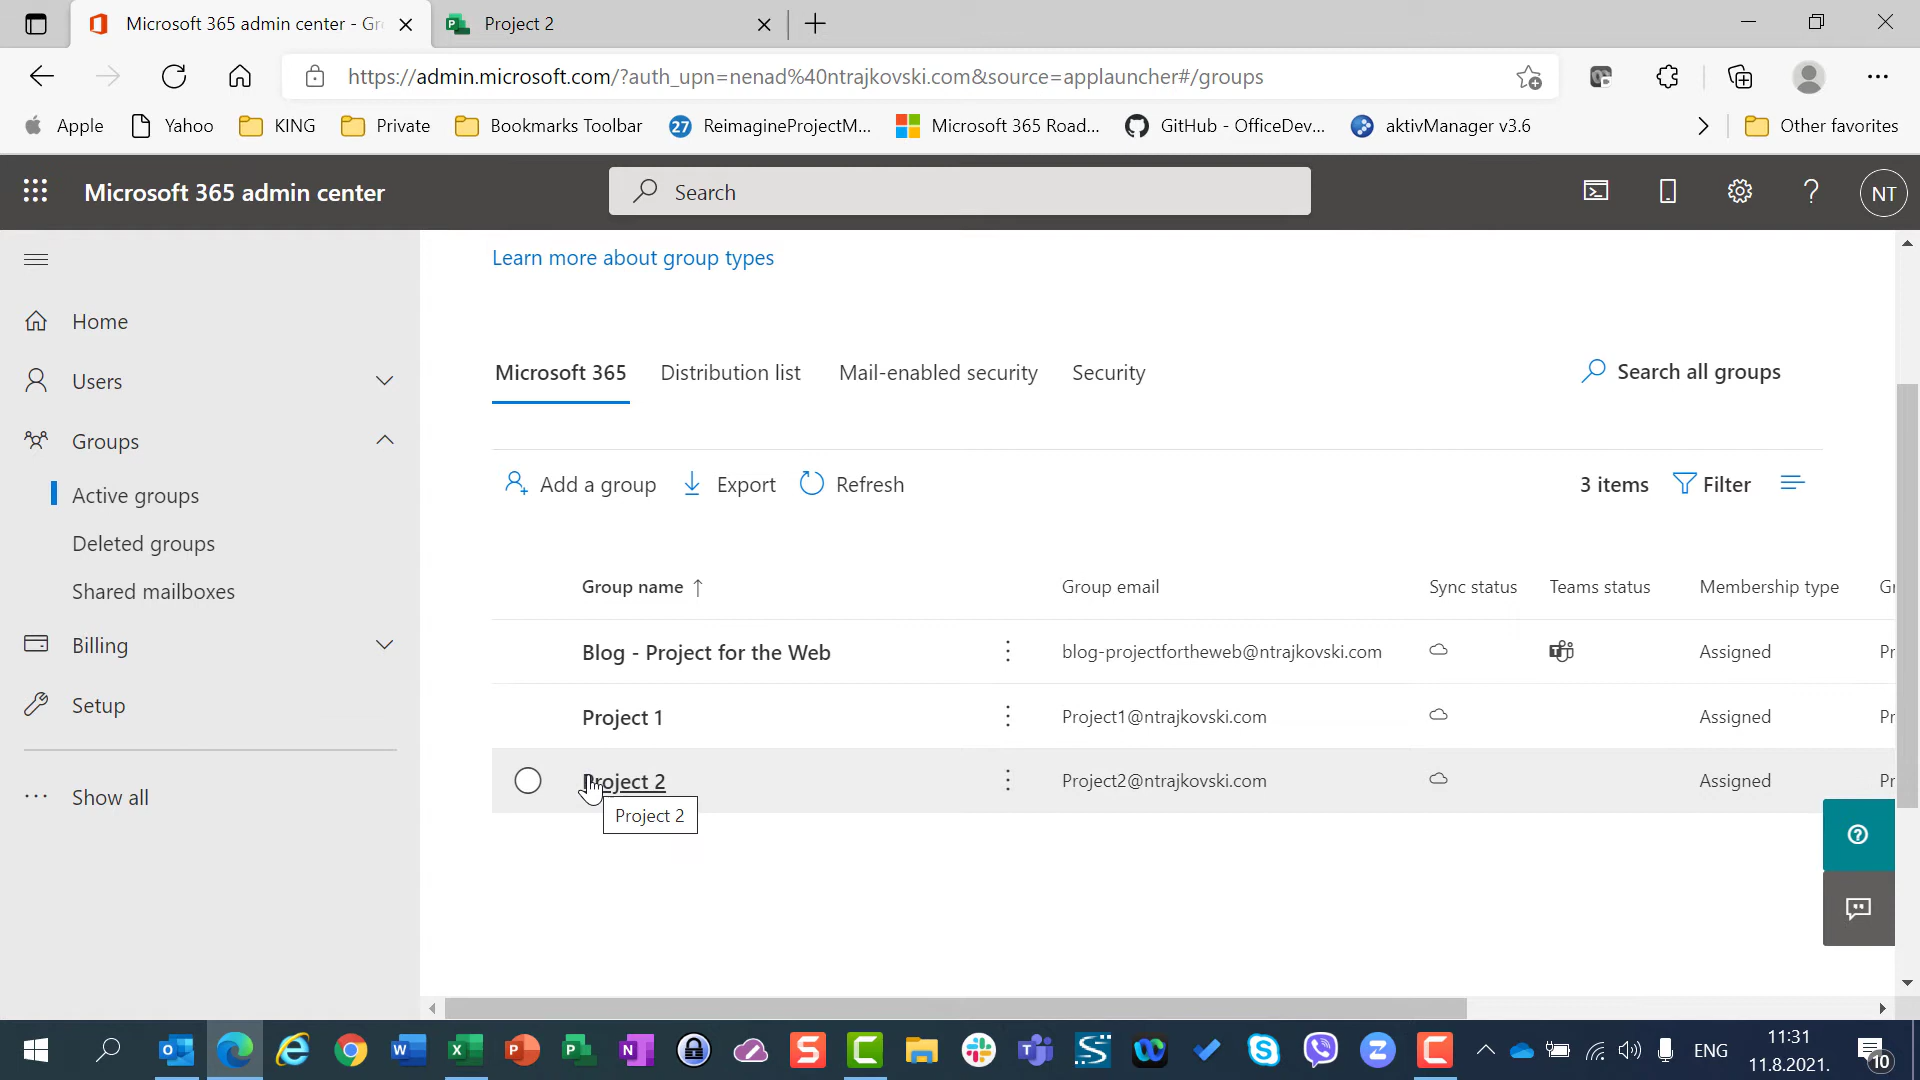 Microsoft 365 admin center - Gr
Project 2
https://admin.microsoft.com/?auth_upn=nenad%40ntrajkovski.com&source=applauncher#/groups
Apple
Yahoo
KING
Private
Bookmarks Toolbar
27
ReimagineProjectM...
Microsoft 365 Road...
GitHub - OfficeDev...
aktivManager v3.6
Other favorites
Microsoft 365 admin center
Search
NT
Home
Users
Groups
Active groups
Deleted groups
Shared mailboxes
Billing
Setup
Show all
Learn more about group types
Microsoft 365
Distribution list
Mail-enabled security
Security
Search all groups
Add a group
Export
Refresh
3 items
Filter
Group name ↑
Group email
Sync status
Teams status
Membership type
Gr
Blog - Project for the Web
blog-projectfortheweb@ntrajkovski.com
Assigned
Pr
Project 1
Project1@ntrajkovski.com
Assigned
Pr
Project 2
Project2@ntrajkovski.com
Assigned
Pr
Project 2
ENG
11:31
11.8.2021.
10